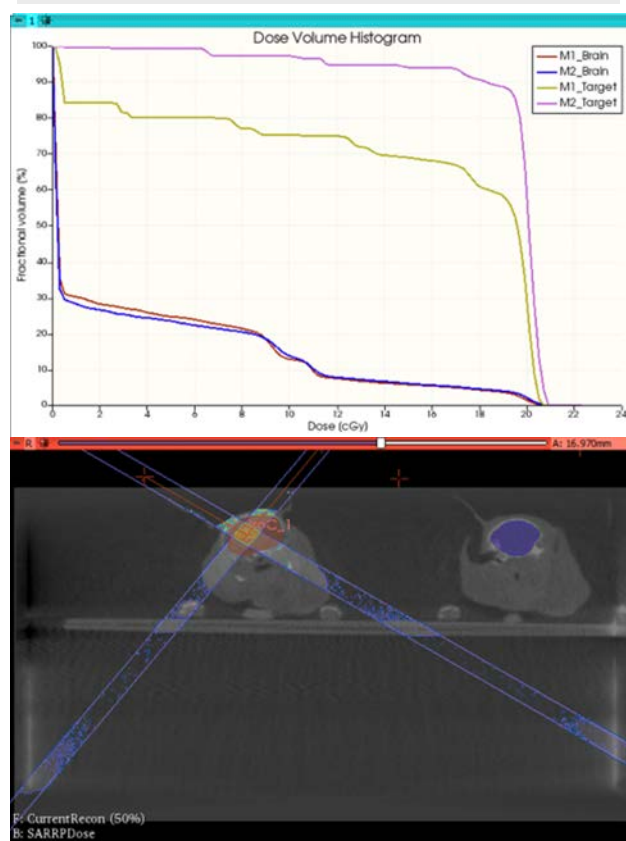 1
Dose Volume Histogram
M1_Brain
M2_Brain
M1_Target
M2_Target
Fractional volume (%)
100
90
80
70
60
50
40
30
20
10
0
0 2 4 6 8 10 12 14 16 18 20 22 24
Dose (cGy)
R A: 16.970mm
F: CurrentRecon (50%)
B: SARRPDose